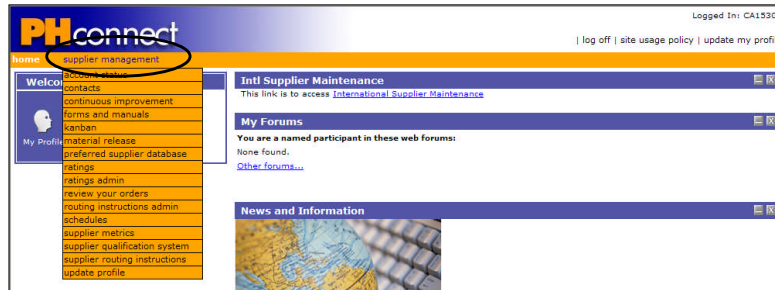 Logged In: CA1530
PHconnect
| log off | site usage policy | update my profi
home supplier management
Welco
account status
contacts
continuous improvement
forms and manuals
kanban
material release
preferred supplier database
ratings
ratings admin
review your orders
routing instructions admin
schedules
supplier metrics
supplier qualification system
supplier routing instructions
update profile
My Profile
Intl Supplier Maintenance
This link is to access International Supplier Maintenance
My Forums
You are a named participant in these web forums:
None found.
Other forums...
News and Information